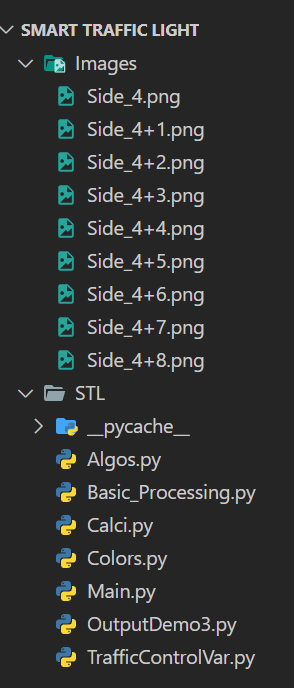 SMART TRAFFIC LIGHT
Images
Side_4.png
Side_4+1.png
Side_4+2.png
Side_4+3.png
Side_4+4.png
Side_4+5.png
Side_4+6.png
Side_4+7.png
Side_4+8.png
STL
__pycache__
Algos.py
Basic_Processing.py
Calci.py
Colors.py
Main.py
OutputDemo3.py
TrafficControlVar.py